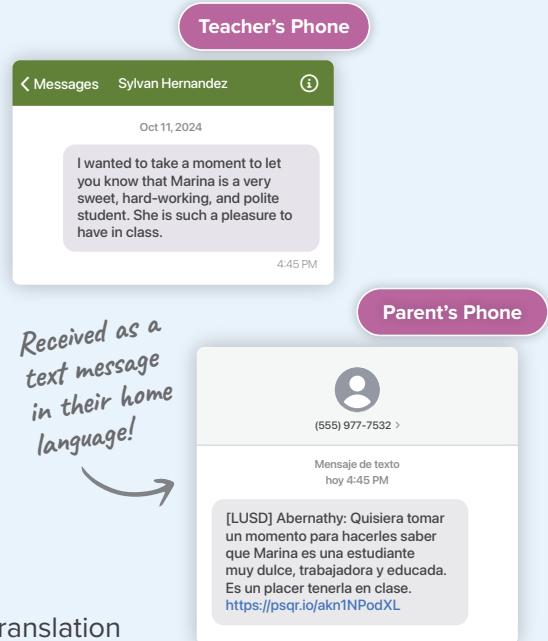 Teacher's Phone
Messages Sylvan Hernandez
Oct 11, 2024
I wanted to take a moment to let
you know that Marina is a very
sweet, hard-working, and polite
student. She is such a pleasure to
have in class.
4:45 PM
Received as a
text message
in their home
language!
Parent's Phone
(555) 977-7532 >
Mensaje de texto
hoy 4:45 PM
[LUSD] Abernathy: Quisiera tomar
un momento para hacerles saber
que Marina es una estudiante
muy dulce, trabajadora y educada.
Es un placer tenerla en clase.
https://psqr.io/akn1NPodXL
ranslation